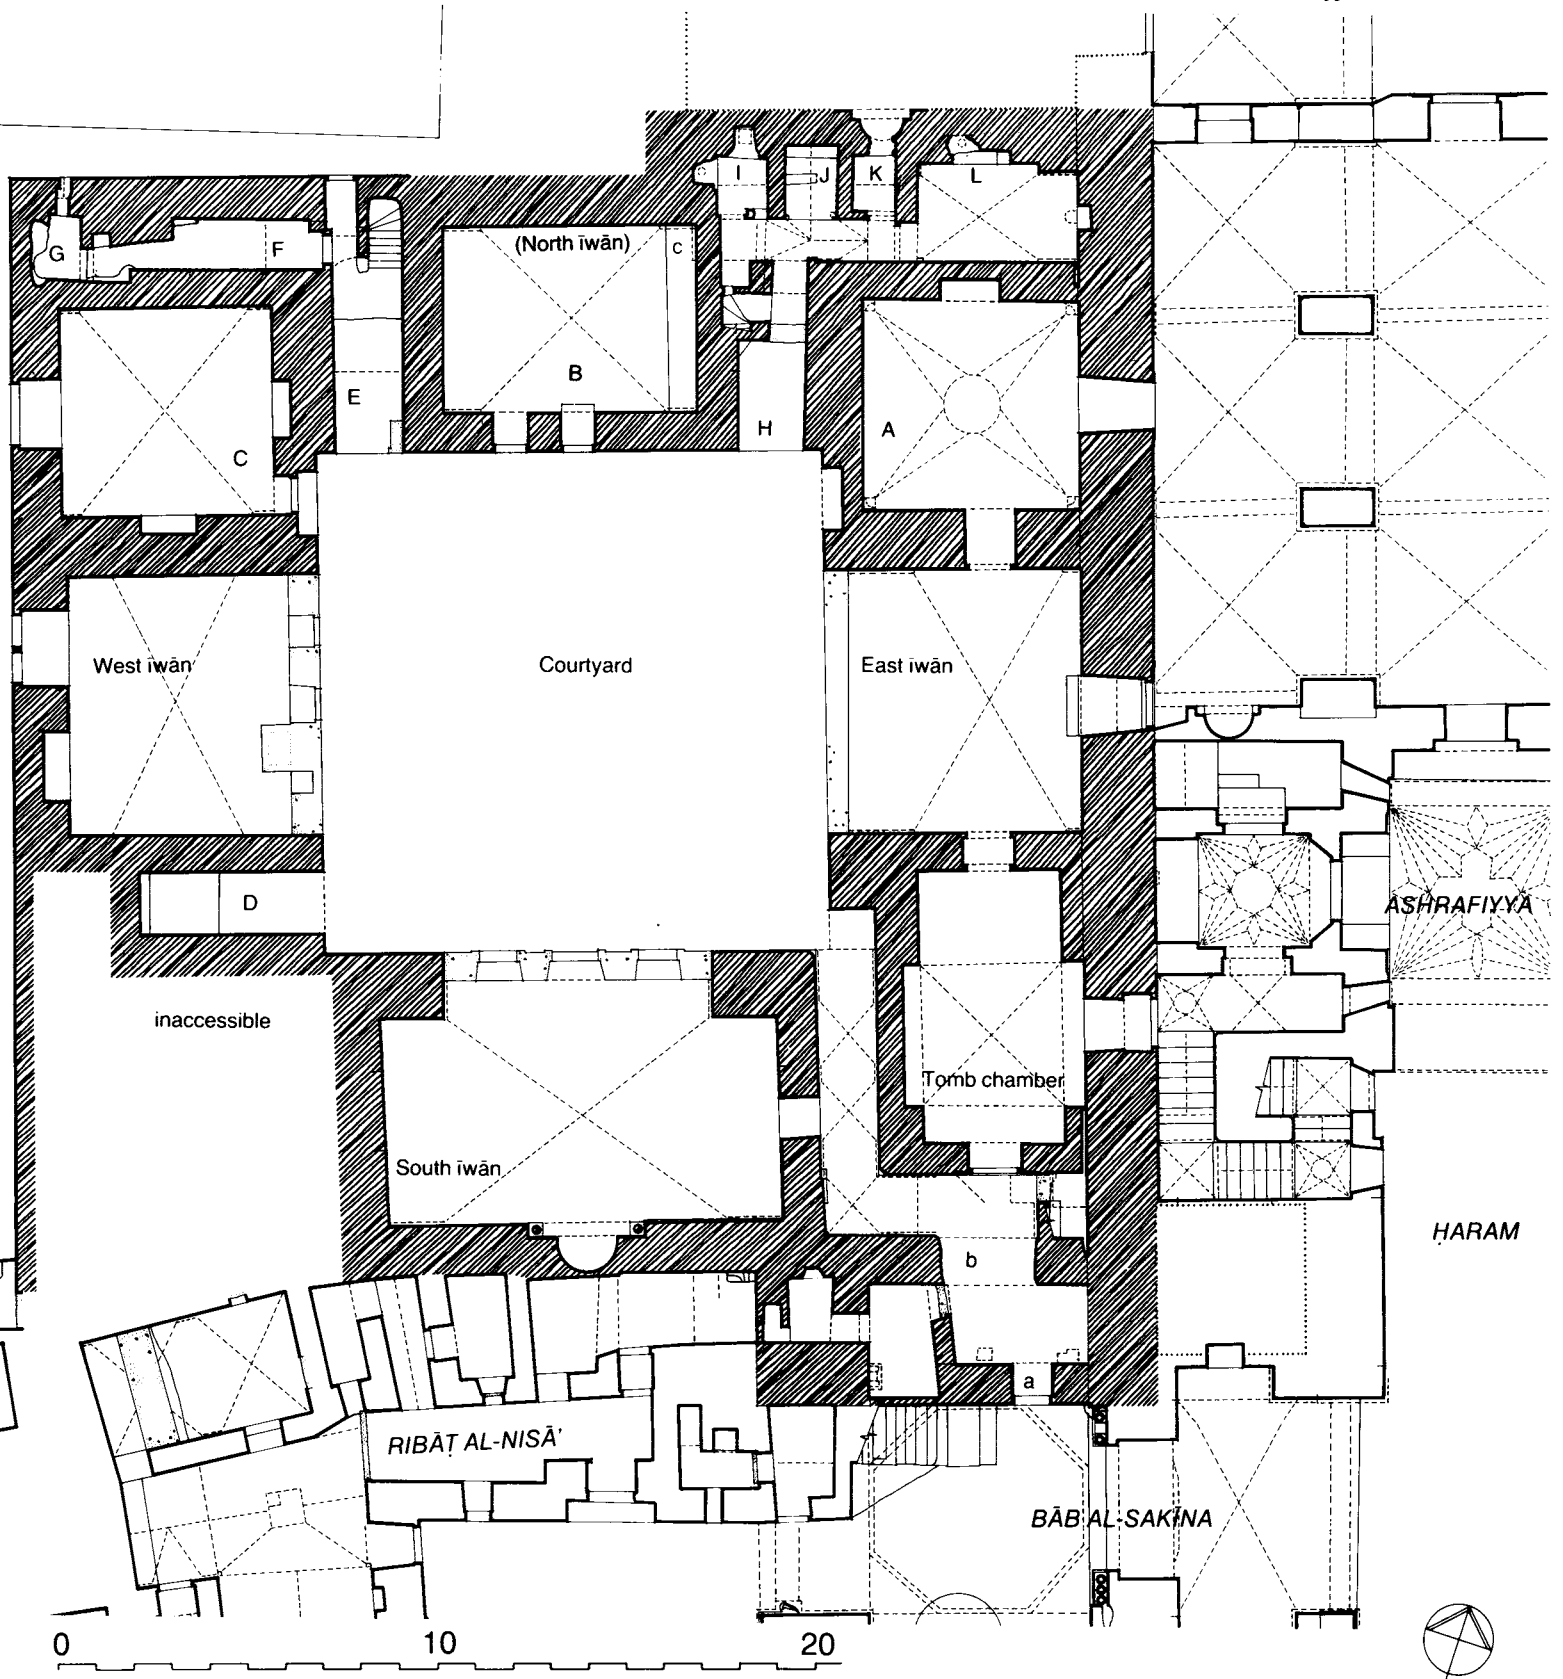 I
J
K
L
G
F
(North īwān)
c
B
E
H
A
C
West īwān
Courtyard
East īwān
D
ASHRAFIYYA
inaccessible
Tomb chamber
South īwān
ḤARAM
b
a
RIBĀṬ AL-NISĀ'
BĀB AL-SAKĪNA
0 10 20